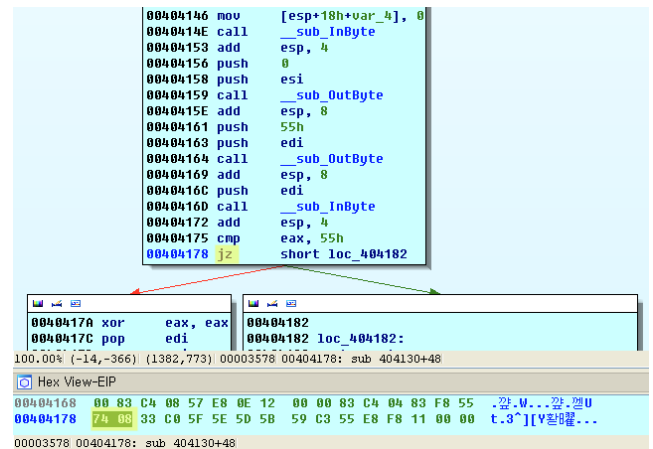 00404146 mov [esp+18h+var_4], 0
0040414E call __sub_InByte
00404153 add esp, 4
00404156 push 0
00404158 push esi
00404159 call __sub_OutByte
0040415E add esp, 8
00404161 push 55h
00404163 push edi
00404164 call __sub_OutByte
00404169 add esp, 8
0040416C push edi
0040416D call __sub_InByte
00404172 add esp, 4
00404175 cmp eax, 55h
00404178 jz short loc_404182
0040417A xor eax, eax
0040417C pop edi
00404182
00404182 loc_404182:
100.00% (-14,-366) (1382,773) 00003578 00404178: sub 404130+48
Hex View-EIP
00404168 00 83 C4 08 57 E8 0E 12 00 00 83 C4 04 83 F8 55
00404178 74 08 33 C0 5F 5E 5D 5B 59 C3 55 E8 F8 11 00 00 t.3^][Y
00003578 00404178: sub 404130+48